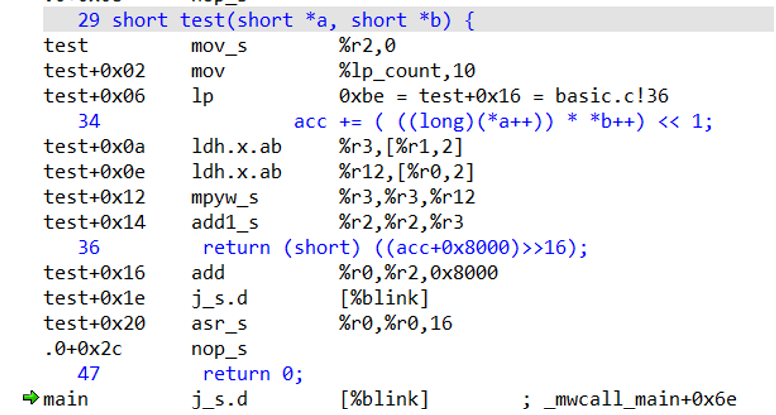 29 short test(short *a, short *b) {
test mov_s %r2,0
test+0x02 mov %lp_count,10
test+0x06 lp 0xbe = test+0x16 = basic.c!36
34 acc += ( ((long)(*a++)) * *b++) << 1;
test+0x0a ldh.x.ab %r3,[%r1,2]
test+0x0e ldh.x.ab %r12,[%r0,2]
test+0x12 mpyw_s %r3,%r3,%r12
test+0x14 add1_s %r2,%r2,%r3
36 return (short) ((acc+0x8000)>>16);
test+0x16 add %r0,%r2,0x8000
test+0x1e j_s.d [%blink]
test+0x20 asr_s %r0,%r0,16
.0+0x2c nop_s
47 return 0;
main j_s.d [%blink] ; _mwcall_main+0x6e